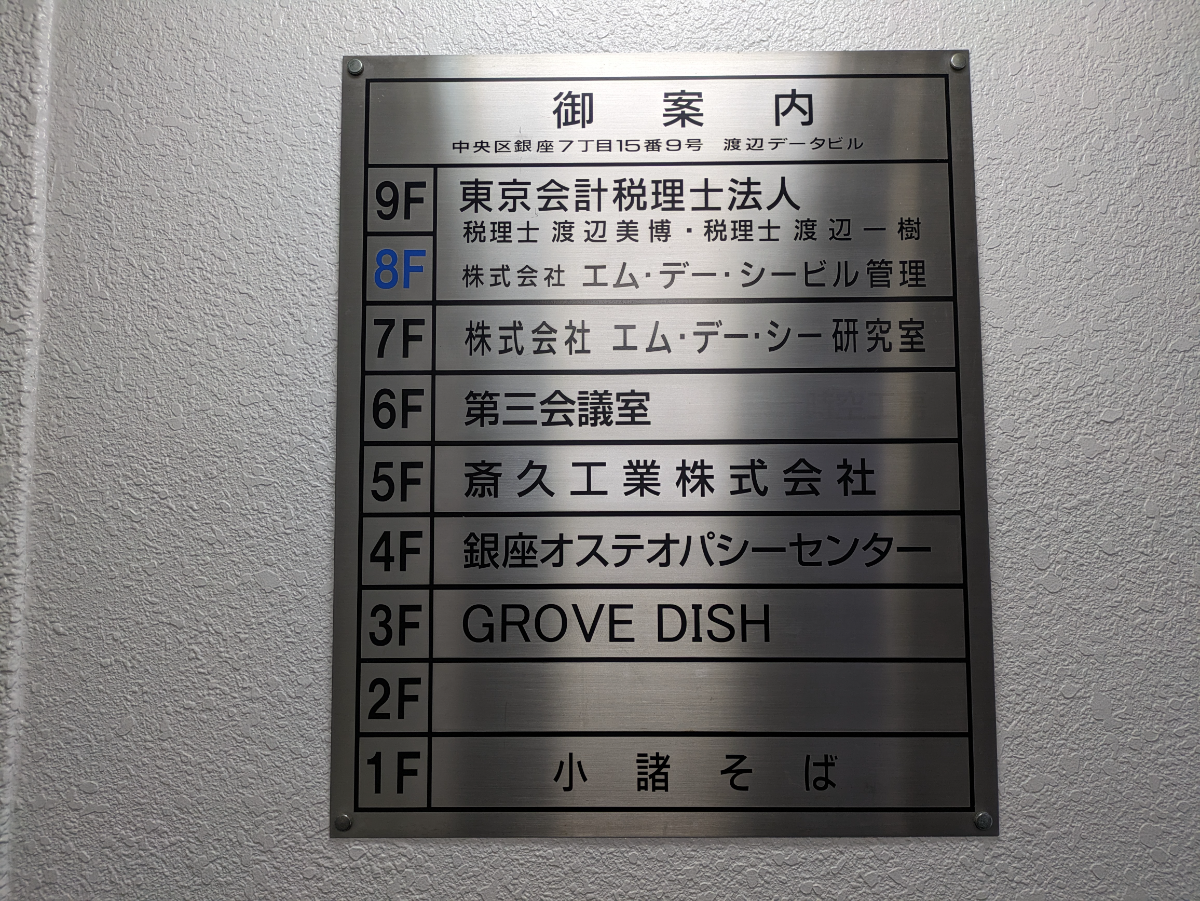 御案内
中央区銀座7丁目15番9号 渡辺データビル
9F 東京会計税理士法人
税理士 渡辺美博・税理士 渡辺一樹
8F 株式会社 エム・デー・シービル管理
7F 株式会社 エム・デー・シー研究室
6F 第三会議室
5F 斎久工業株式会社
4F 銀座オステオパシーセンター
3F GROVE DISH
2F
1F 小諸そば